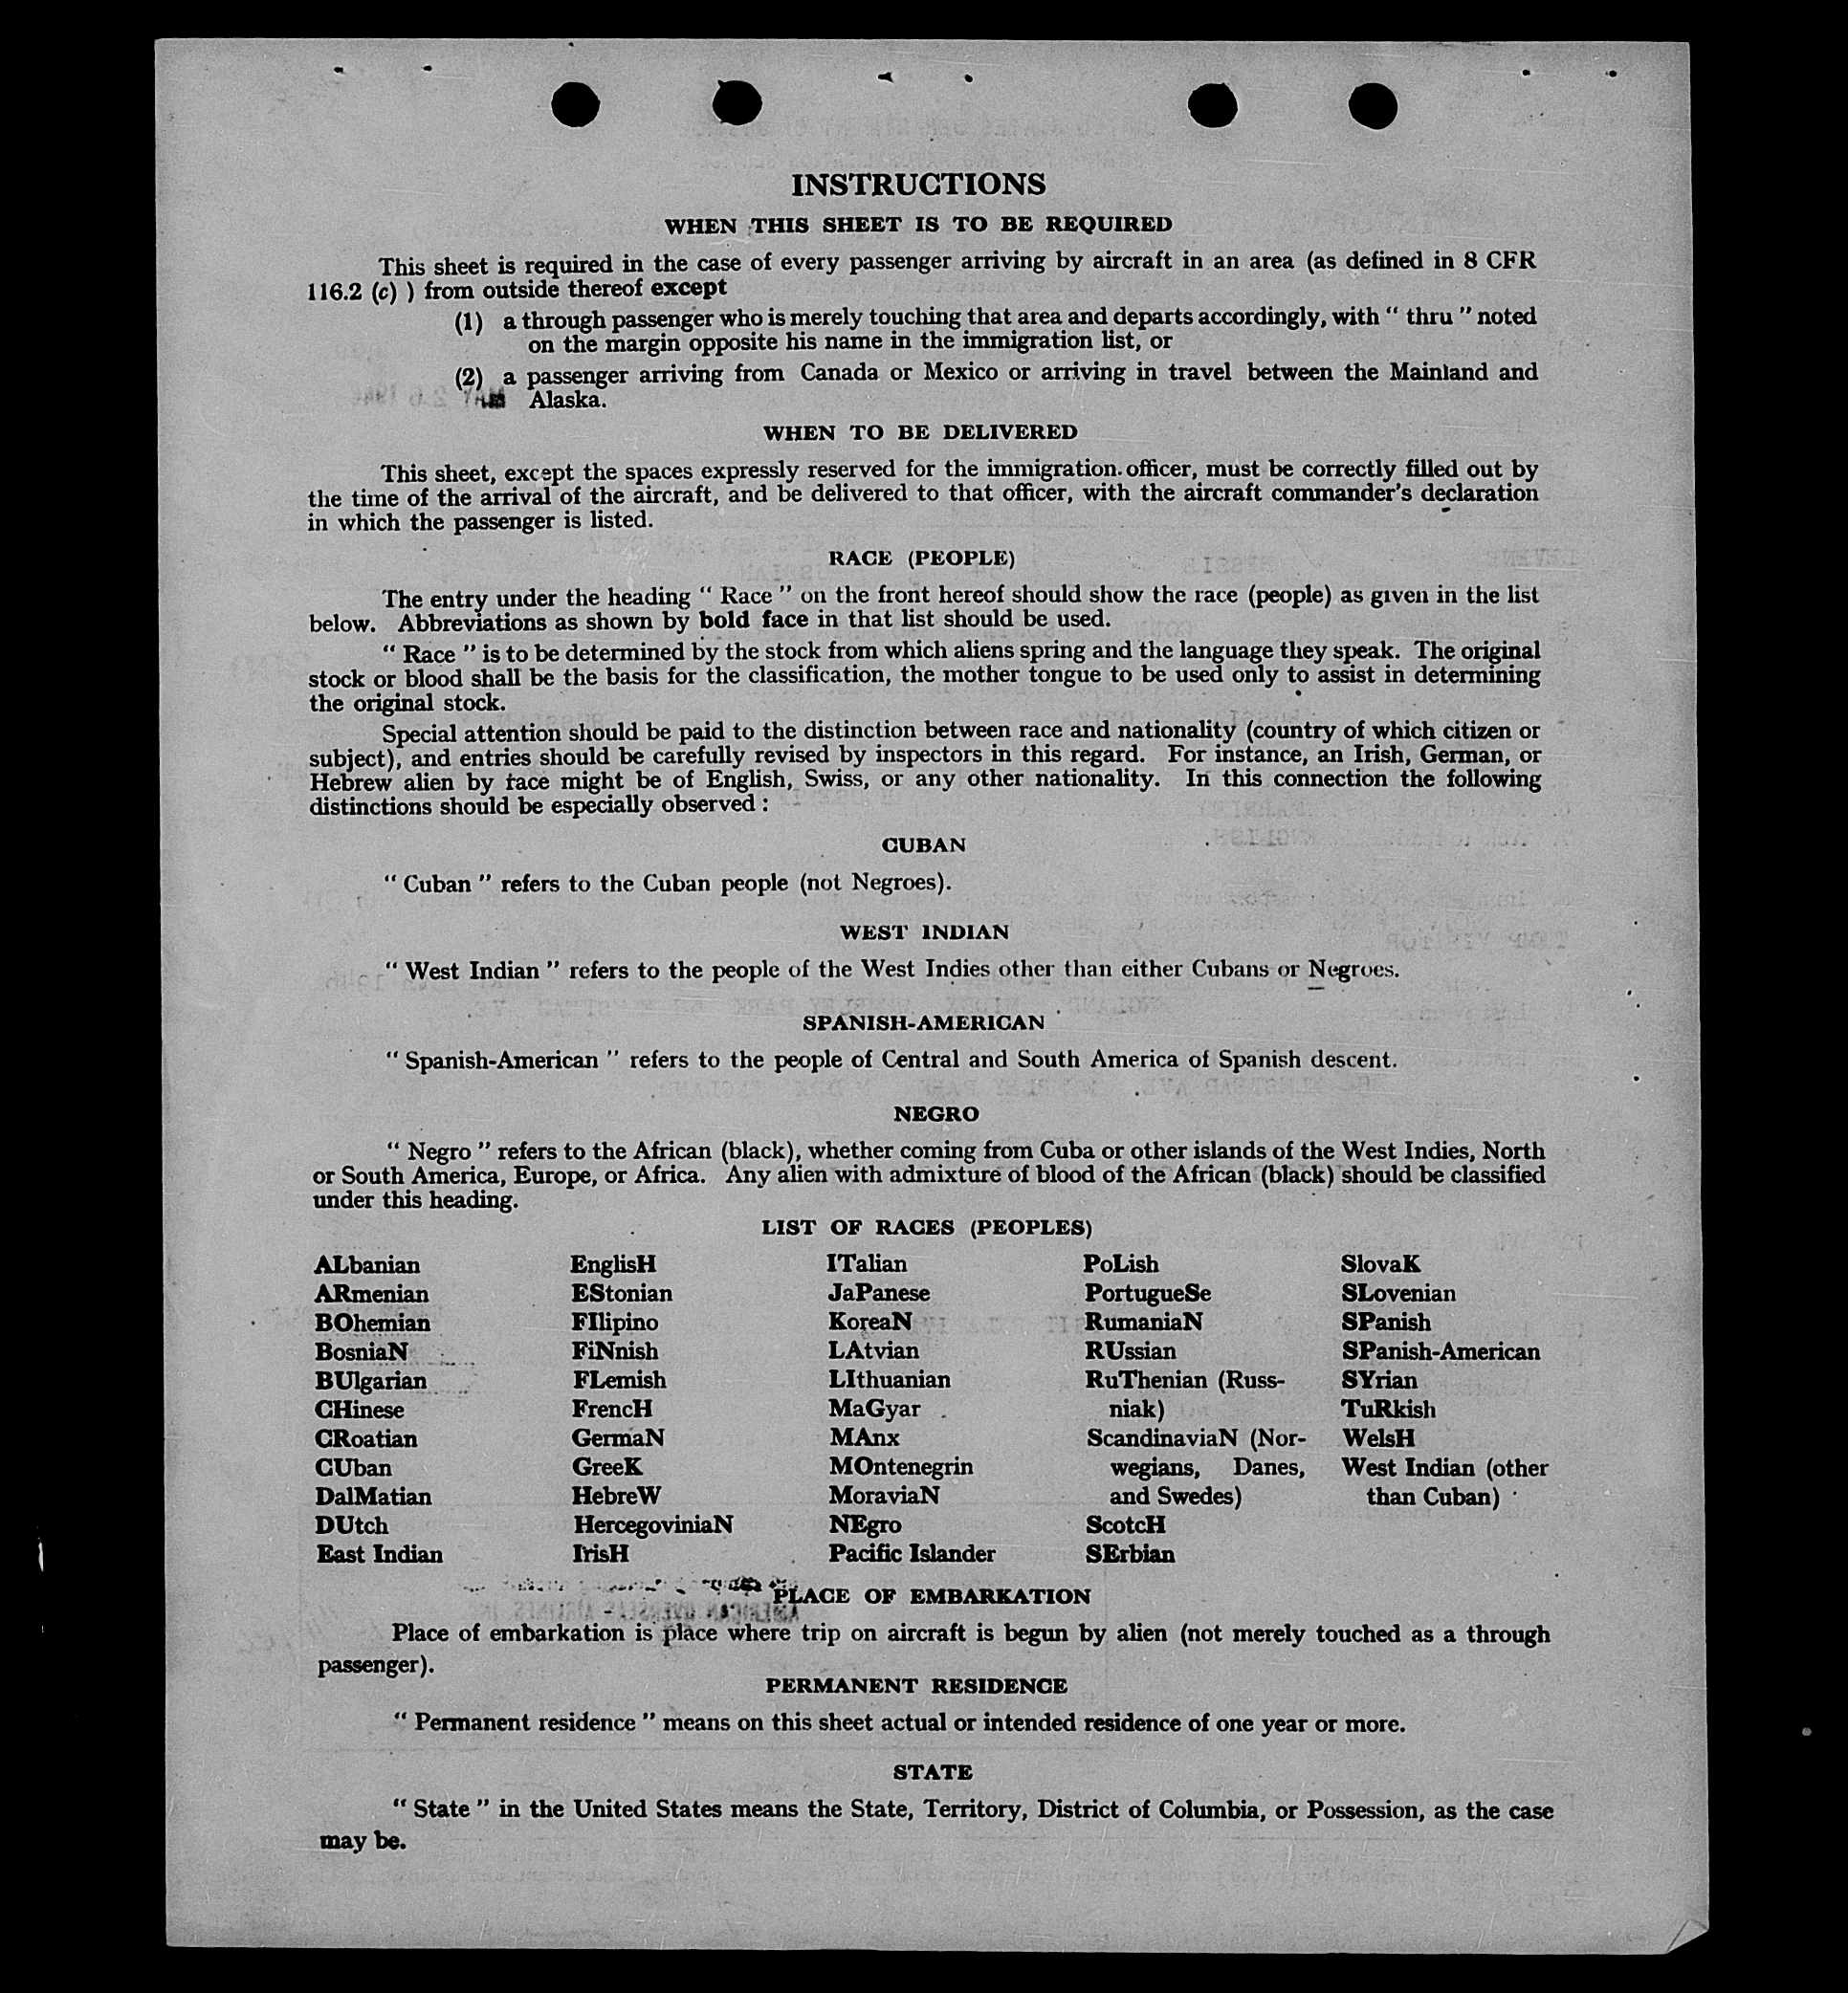 INSTRUCTIONS
WHEN THIS SHEET IS TO BE REQUIRED
This sheet is required in the case of every passenger arriving by aircraft in an area (as defined in 8 CFR
116.2 (c) ) from outside thereof except
(1) a through passenger who is merely touching that area and departs accordingly, with “ thru ” noted
on the margin opposite his name in the immigration list, or
(2) a passenger arriving from Canada or Mexico or arriving in travel between the Mainland and
Alaska.
WHEN TO BE DELIVERED
This sheet, except the spaces expressly reserved for the immigration officer, must be correctly filled out by
the time of the arrival of the aircraft, and be delivered to that officer, with the aircraft commander's declaration
in which the passenger is listed.
RACE (PEOPLE)
The entry under the heading “ Race ” on the front hereof should show the race (people) as given in the list
below. Abbreviations as shown by bold face in that list should be used.
“ Race ” is to be determined by the stock from which aliens spring and the language they speak. The original
stock or blood shall be the basis for the classification, the mother tongue to be used only to assist in determining
the original stock.
Special attention should be paid to the distinction between race and nationality (country of which citizen or
subject), and entries should be carefully revised by inspectors in this regard. For instance, an Irish, German, or
Hebrew alien by race might be of English, Swiss, or any other nationality. In this connection the following
distinctions should be especially observed :
CUBAN
“ Cuban ” refers to the Cuban people (not Negroes).
WEST INDIAN
“ West Indian ” refers to the people of the West Indies other than either Cubans or Negroes.
SPANISH-AMERICAN
“ Spanish-American ” refers to the people of Central and South America of Spanish descent.
NEGRO
“ Negro ” refers to the African (black), whether coming from Cuba or other islands of the West Indies, North
or South America, Europe, or Africa. Any alien with admixture of blood of the African (black) should be classified
under this heading.
LIST OF RACES (PEOPLES)
ALbanian
ARmenian
BOhemian
BosniaN
BUlgarian
CHinese
CRoatian
CUban
DalMatian
DUtch
East Indian
EnglisH
EStonian
FIlipino
FiNnish
FLemish
FrencH
GermaN
GreeK
HebreW
HercegoviniaN
IrisH
ITalian
JaPanese
KoreaN
LAtvian
LIthuanian
MaGyar
MAnx
MOntenegrin
MoraviaN
NEgro
Pacific Islander
PoLish
PortugueSe
RumaniaN
RUssian
RuThenian (Russ-
niak)
ScandinaviaN (Nor-
wegians, Danes,
and Swedes)
ScotcH
SErbian
SlovaK
SLovenian
SPanish
SPanish-American
SYrian
TuRkish
WelsH
West Indian (other
than Cuban)
PLACE OF EMBARKATION
Place of embarkation is place where trip on aircraft is begun by alien (not merely touched as a through
passenger).
PERMANENT RESIDENCE
“ Permanent residence ” means on this sheet actual or intended residence of one year or more.
STATE
“ State ” in the United States means the State, Territory, District of Columbia, or Possession, as the case
may be.